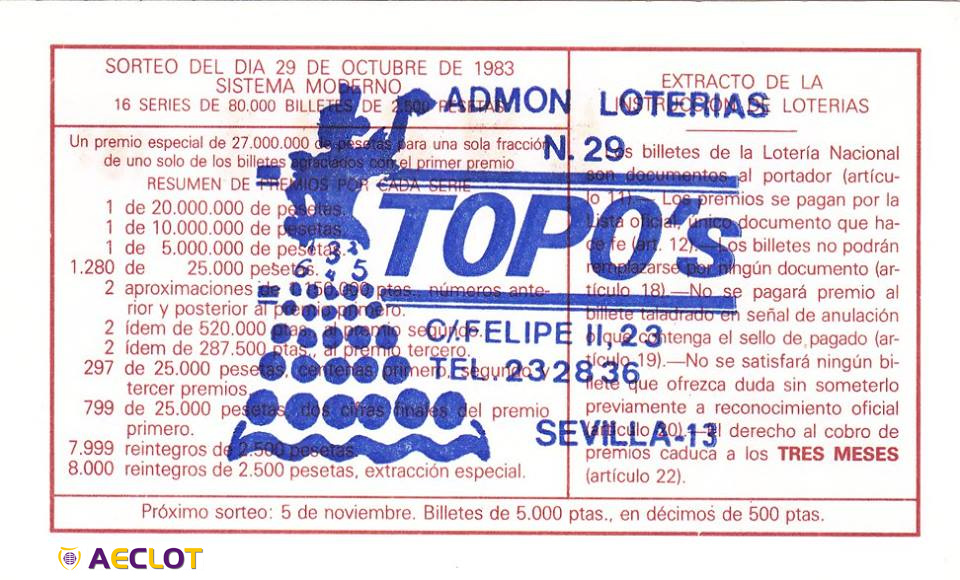 SORTEO DEL DIA 29 DE OCTUBRE DE 1983
SISTEMA MODERNO
16 SERIES DE 80.000 BILLETES DE 2.500 PESETAS
Un premio especial de 27.000.000 de pesetas para una sola fracción
de uno solo de los billetes agraciados con el primer premio
RESUMEN DE PREMIOS POR CADA SERIE
1 de 20.000.000 de pesetas.
1 de 10.000.000 de pesetas.
1 de 5.000.000 de pesetas.
1.280 de 25.000 pesetas.
2 aproximaciones de 1.150.000 ptas., números ante-
rior y posterior al premio primero.
2 ídem de 520.000 ptas., al premio segundo.
2 ídem de 287.500 ptas., al premio tercero.
297 de 25.000 pesetas, centenas primero, segundo y
tercer premios.
799 de 25.000 pesetas, dos cifras finales del premio
primero.
7.999 reintegros de 2.500 pesetas.
8.000 reintegros de 2.500 pesetas, extracción especial.
EXTRACTO DE LA
INSTRUCCION DE LOTERIAS
Los billetes de la Lotería Nacional
son documentos al portador (artícu-
lo 11).— Los premios se pagan por la
Lista oficial, único documento que ha-
ce fe (art. 12).—Los billetes no podrán
remplazarse por ningún documento (ar-
tículo 18).—No se pagará premio al
billete taladrado en señal de anulación
o que contenga el sello de pagado (ar-
tículo 19).—No se satisfará ningún bi-
llete que ofrezca duda sin someterlo
previamente a reconocimiento oficial
(artículo 20).—El derecho al cobro de
premios caduca a los TRES MESES
(artículo 22).
Próximo sorteo: 5 de noviembre. Billetes de 5.000 ptas., en décimos de 500 ptas.
ADMON LOTERIAS
N. 29
TOPO'S
C/.FELIPE II, 23
TEL. 23/28 36
SEVILLA-13
AECLOT